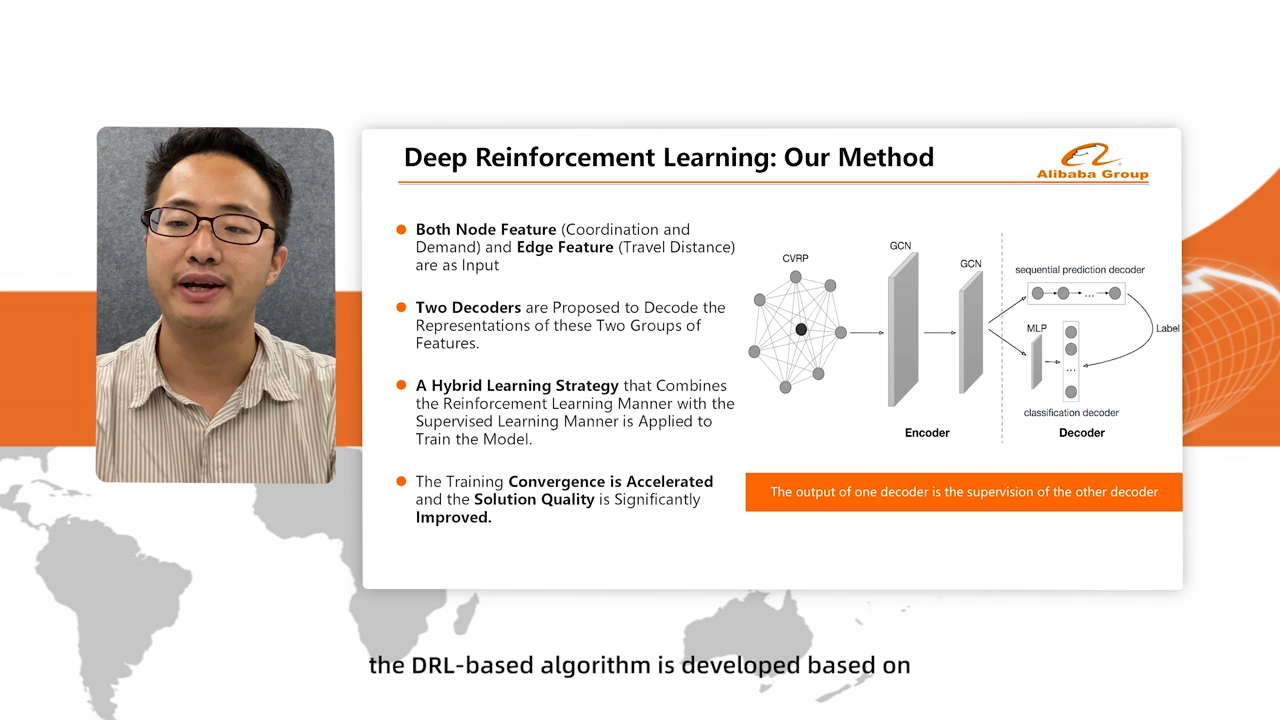 Deep Reinforcement Learning: Our Method
Alibaba Group
Both Node Feature (Coordination and
Demand) and Edge Feature (Travel Distance)
are as Input
Two Decoders are Proposed to Decode the
Representations of these Two Groups of
Features.
A Hybrid Learning Strategy that Combines
the Reinforcement Learning Manner with the
Supervised Learning Manner is Applied to
Train the Model.
The Training Convergence is Accelerated
and the Solution Quality is Significantly
Improved.
CVRP
GCN
GCN
sequential prediction decoder
...
Label
MLP
...
classification decoder
Encoder
Decoder
The output of one decoder is the supervision of the other decoder
the DRL-based algorithm is developed based on